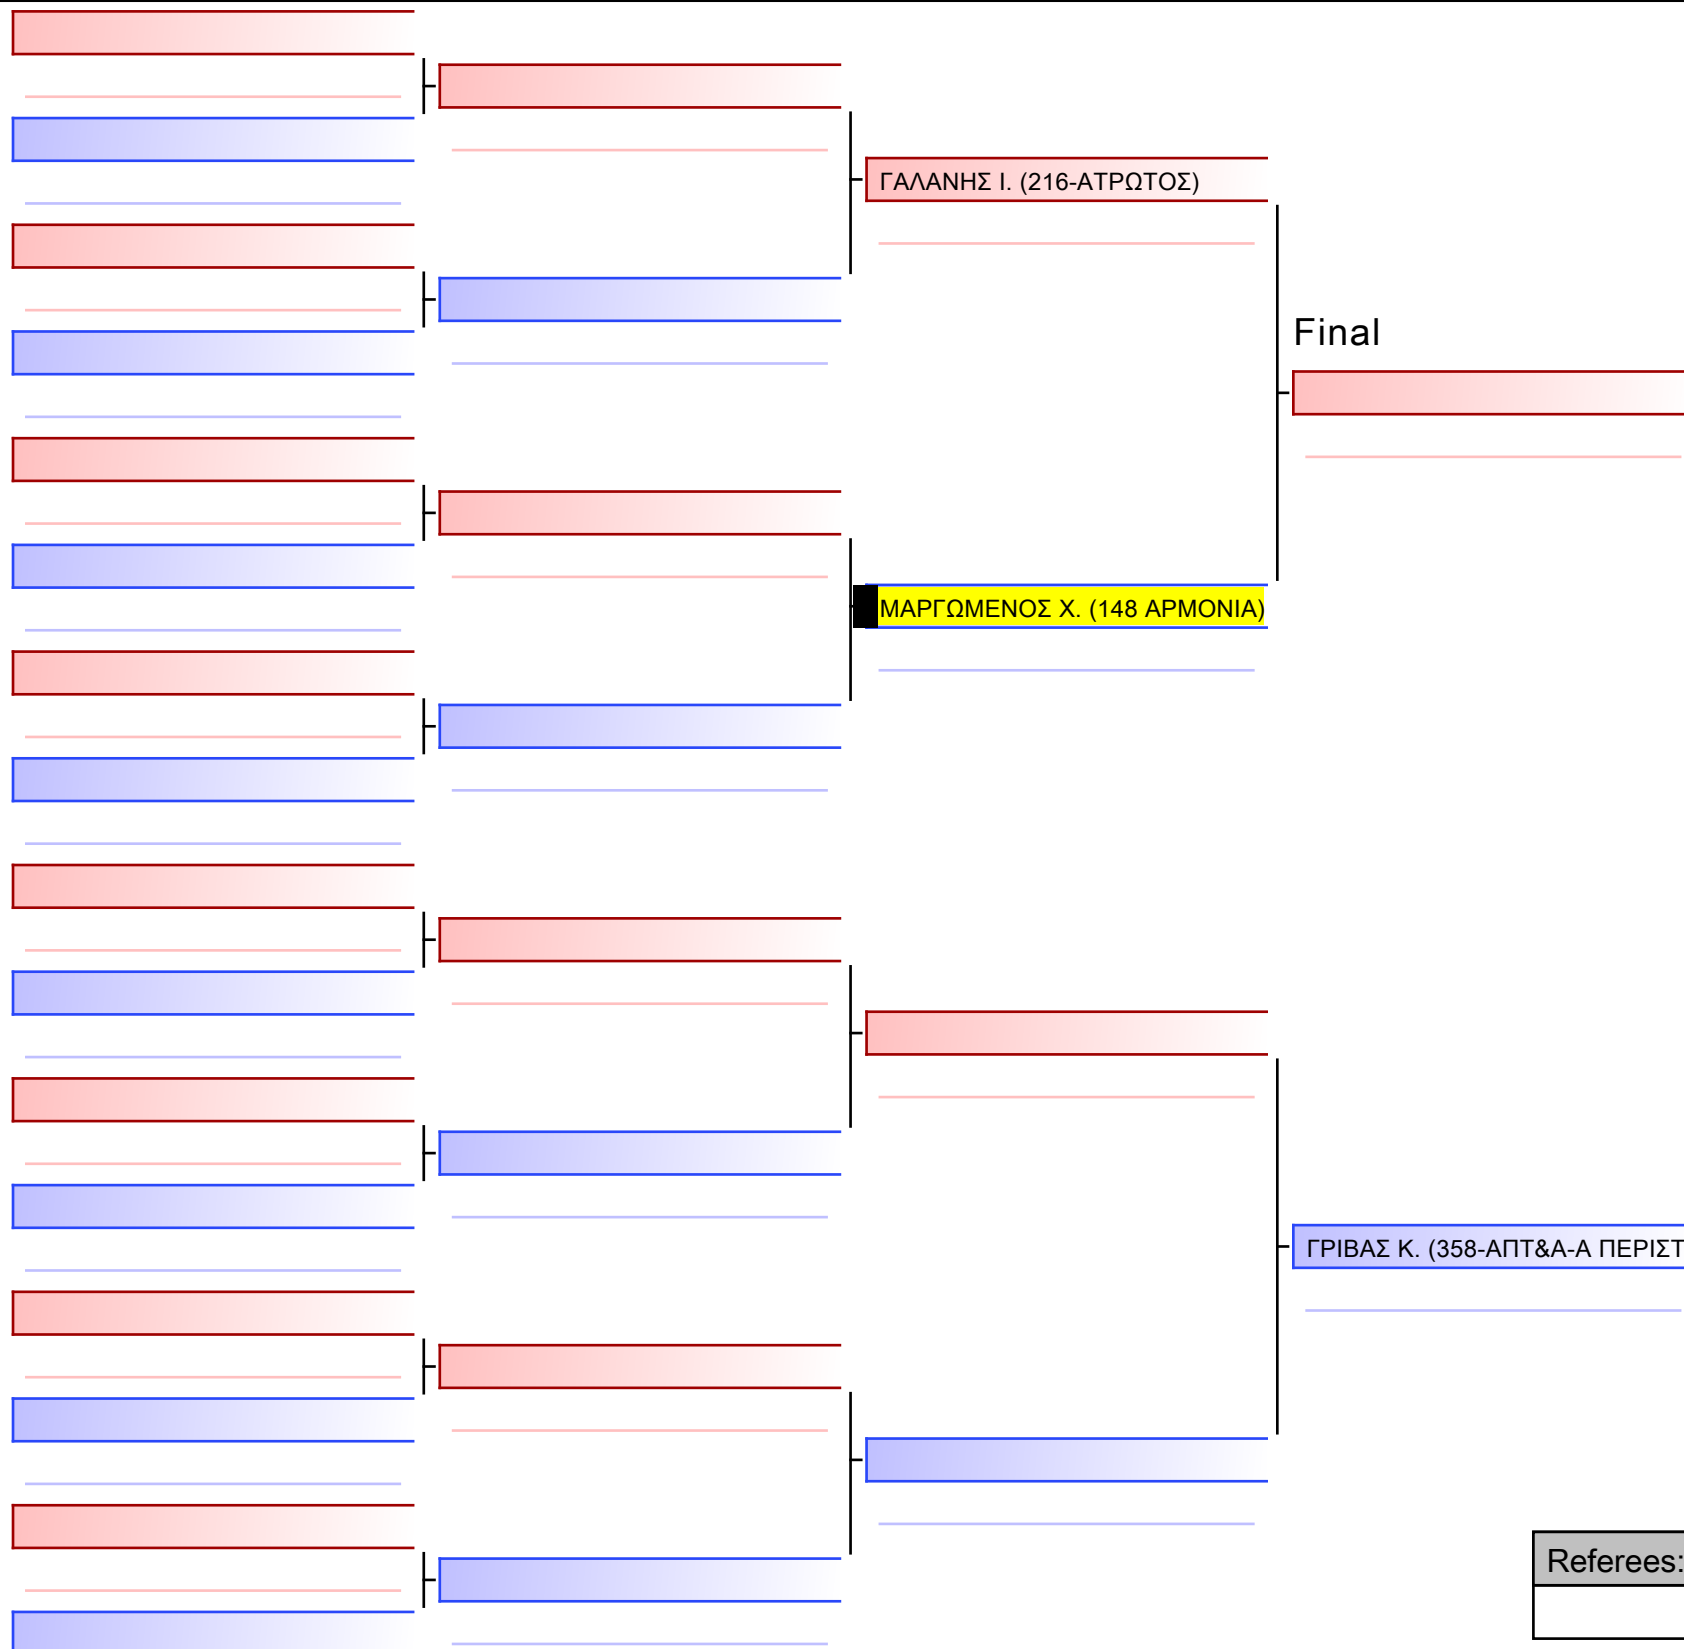 ΓΑΛΑΝΗΣ Ι. (216-ΑΤΡΩΤΟΣ)
Final
ΜΑΡΓΩΜΕΝΟΣ Χ. (148 ΑΡΜΟΝΙΑ)
ΓΡΙΒΑΣ Κ. (358-ΑΠΤ&Α-Α ΠΕΡΙΣΤ
Referees: